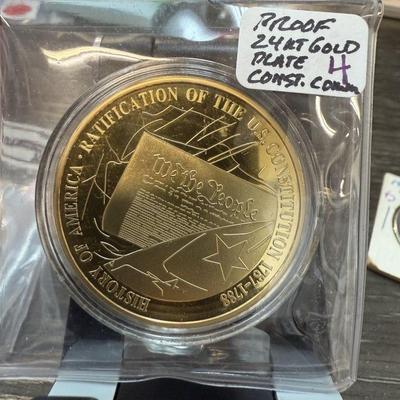 PROOF
24KT GOLD
PLATE 4
CONST. COMM
HISTORY OF AMERICA · RATIFICATION OF THE U.S. CONSTITUTION 1787-1788
We the People